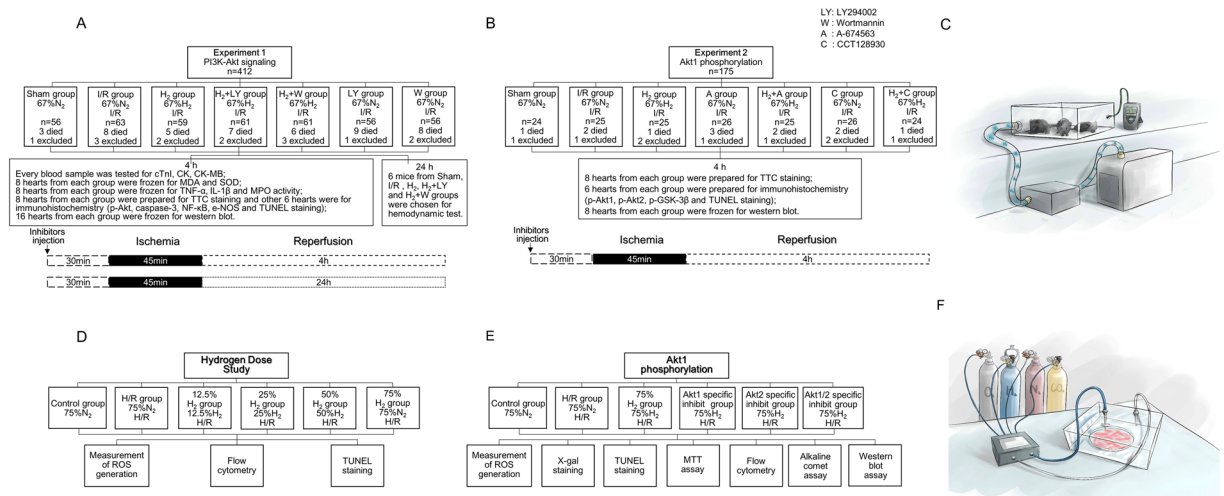 A
Experiment 1
PI3K-Akt signaling
n=412
Sham group
67%N₂
n=56
3 died
1 excluded
I/R group
67%N₂
I/R
n=63
8 died
3 excluded
H₂ group
67%H₂
I/R
n=59
5 died
2 excluded
H₂+LY group
67%H₂
I/R
n=61
7 died
2 excluded
H₂+W group
67%H₂
I/R
n=61
6 died
3 excluded
LY group
67%N₂
I/R
n=56
9 died
1 excluded
W group
67%N₂
I/R
n=56
8 died
2 excluded
4 h
Every blood sample was tested for cTnI, CK, CK-MB;
8 hearts from each group were frozen for MDA and SOD;
8 hearts from each group were frozen for TNF-α, IL-1β and MPO activity;
8 hearts from each group were prepared for TTC staining and other 6 hearts were for
immunohistochemistry (p-Akt, caspase-3, NF-κB, e-NOS and TUNEL staining);
16 hearts from each group were frozen for western blot.
24 h
6 mice from Sham,
I/R , H₂, H₂+LY
and H₂+W groups
were chosen for
hemodynamic test.
Inhibitors
injection
Ischemia
Reperfusion
30min
45min
4h
30min
45min
24h
B
LY: LY294002
W : Wortmannin
A : A-674563
C : CCT128930
Experiment 2
Akt1 phosphorylation
n=175
Sham group
67%N₂
n=24
1 died
1 excluded
I/R group
67%N₂
I/R
n=25
2 died
1 excluded
H₂ group
67%H₂
I/R
n=25
1 died
2 excluded
A group
67%N₂
I/R
n=26
3 died
1 excluded
H₂+A group
67%H₂
I/R
n=25
2 died
1 excluded
C group
67%N₂
I/R
n=26
2 died
2 excluded
H₂+C group
67%H₂
I/R
n=24
1 died
1 excluded
4 h
8 hearts from each group were prepared for TTC staining;
6 hearts from each group were prepared for immunohistochemistry
(p-Akt1, p-Akt2, p-GSK-3β and TUNEL staining);
8 hearts from each group were frozen for western blot.
Inhibitors
injection
Ischemia
Reperfusion
30min
45min
4h
C
D
Hydrogen Dose
Study
Control group
75%N₂
H/R group
75%N₂
H/R
12.5%
H₂ group
12.5%H₂
H/R
25%
H₂ group
25%H₂
H/R
50%
H₂ group
50%H₂
H/R
75%
H₂ group
75%N₂
H/R
Measurement
of ROS
generation
Flow
cytometry
TUNEL
staining
E
Akt1
phosphorylation
Control group
75%N₂
H/R group
75%N₂
H/R
75%
H₂ group
75%H₂
H/R
Akt1 specific
inhibit group
75%H₂
H/R
Akt2 specific
inhibit group
75%H₂
H/R
Akt1/2 specific
inhibit group
75%H₂
H/R
Measurement
of ROS
generation
X-gal
staining
TUNEL
staining
MTT
assay
Flow
cytometry
Alkaline
comet
assay
Western
blot
assay
F